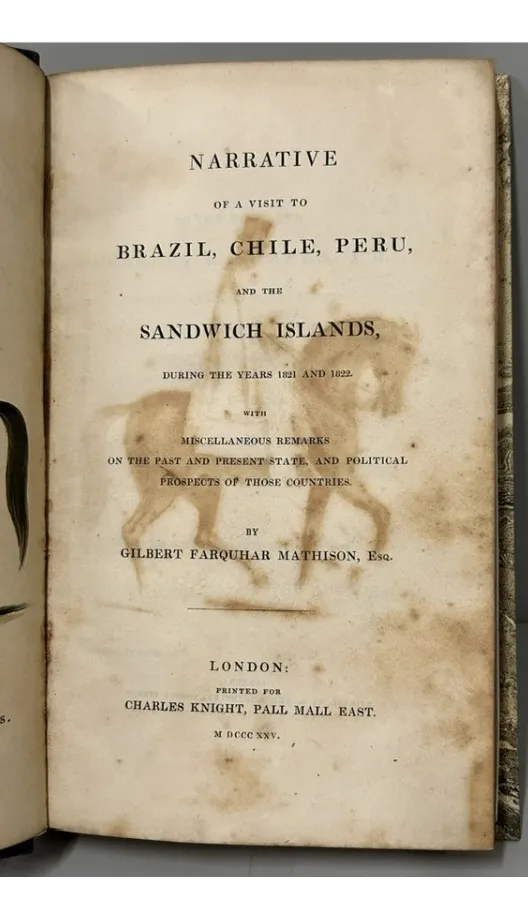 NARRATIVE
OF A VISIT TO
BRAZIL, CHILE, PERU,
AND THE
SANDWICH ISLANDS,
DURING THE YEARS 1821 AND 1822.
WITH
MISCELLANEOUS REMARKS
ON THE PAST AND PRESENT STATE, AND POLITICAL
PROSPECTS OF THOSE COUNTRIES.
BY
GILBERT FARQUHAR MATHISON, Esq.
LONDON:
PRINTED FOR
CHARLES KNIGHT, PALL MALL EAST.
M DCCC XXV.